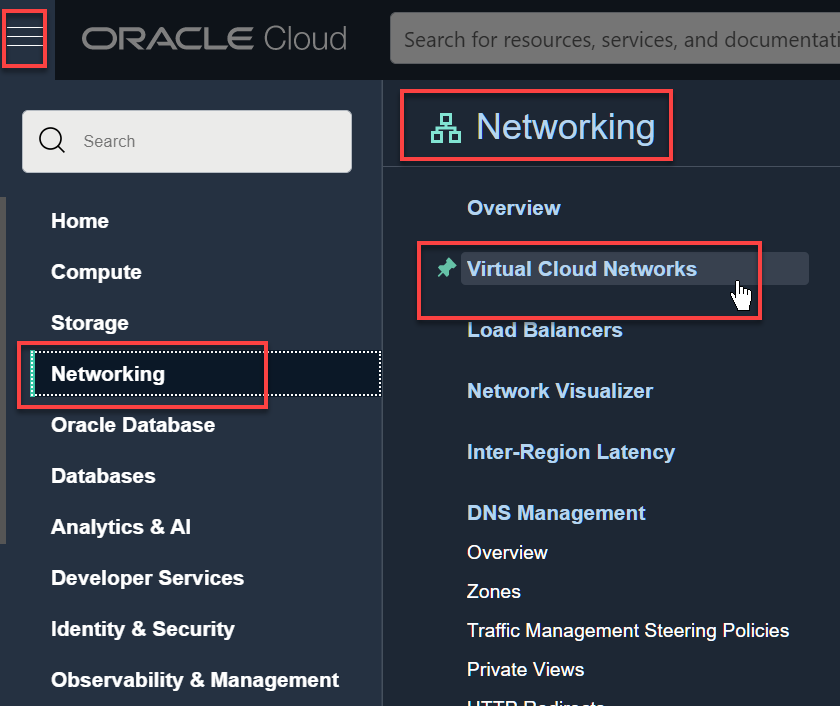 ORACLE Cloud
Search for resources, services, and documentati
Search
Home
Compute
Storage
Networking
Oracle Database
Databases
Analytics & AI
Developer Services
Identity & Security
Observability & Management
Networking
Overview
Virtual Cloud Networks
Load Balancers
Network Visualizer
Inter-Region Latency
DNS Management
Overview
Zones
Traffic Management Steering Policies
Private Views
HTTP Redirects